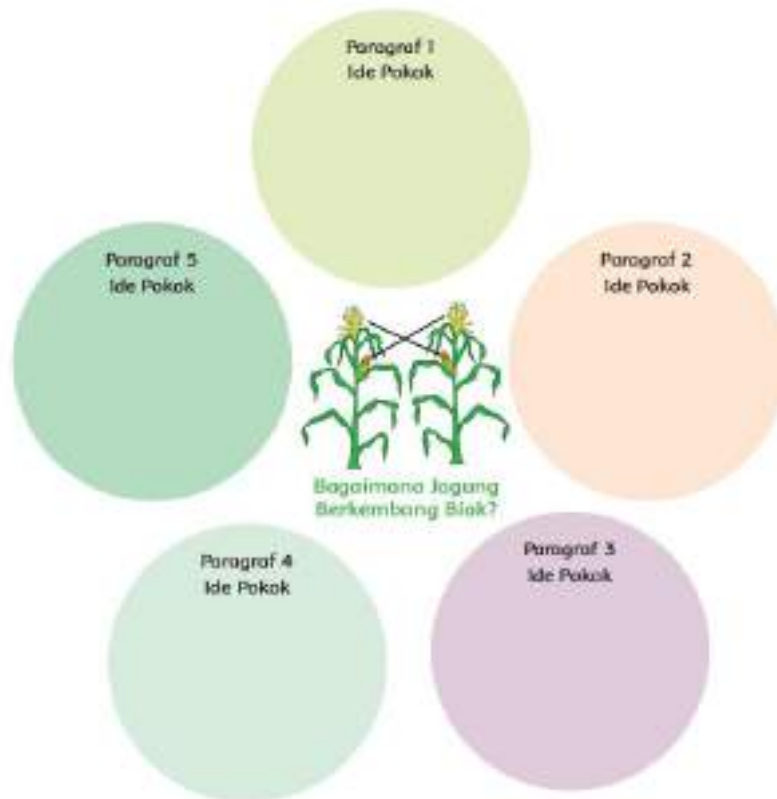 Paragraf 1
Ide Pokok
Paragraf 2
Ide Pokok
Paragraf 3
Ide Pokok
Paragraf 4
Ide Pokok
Paragraf 5
Ide Pokok
Bagaimana Jagung
Berkembang Biak?